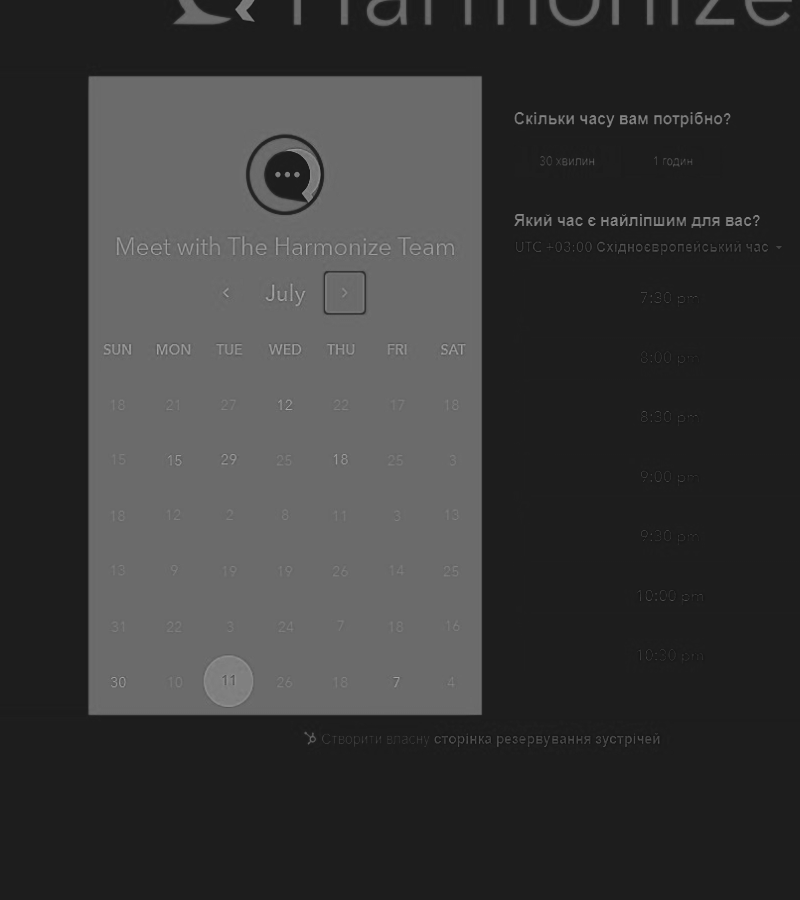 Harmonize
Meet with The Harmonize Team
July
SUN MON TUE WED THU FRI SAT
18 21 27 12 22 17 18
15 15 29 25 18 25 3
18 12 2 8 11 3 13
13 9 19 19 26 14 25
31 22 3 24 7 18 16
30 10 11 26 18 7 4
Скільки часу вам потрібно?
30 хвилин 1 годин
Який час є найліпшим для вас?
UTC +03:00 Східноєвропейський час
7:30 pm
8:00 pm
8:30 pm
9:00 pm
9:30 pm
10:00 pm
10:30 pm
Створити власну сторінка резервування зустрічей